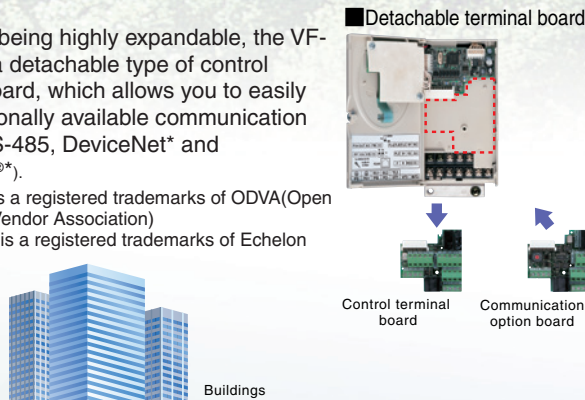 being highly expandable, the VF-
a detachable type of control
oard, which allows you to easily
onally available communication
S-485, DeviceNet* and
®*).
s a registered trademarks of ODVA(Open
Vendor Association)
is a registered trademarks of Echelon
■Detachable terminal board
Control terminal
board
Communication
option board
Buildings